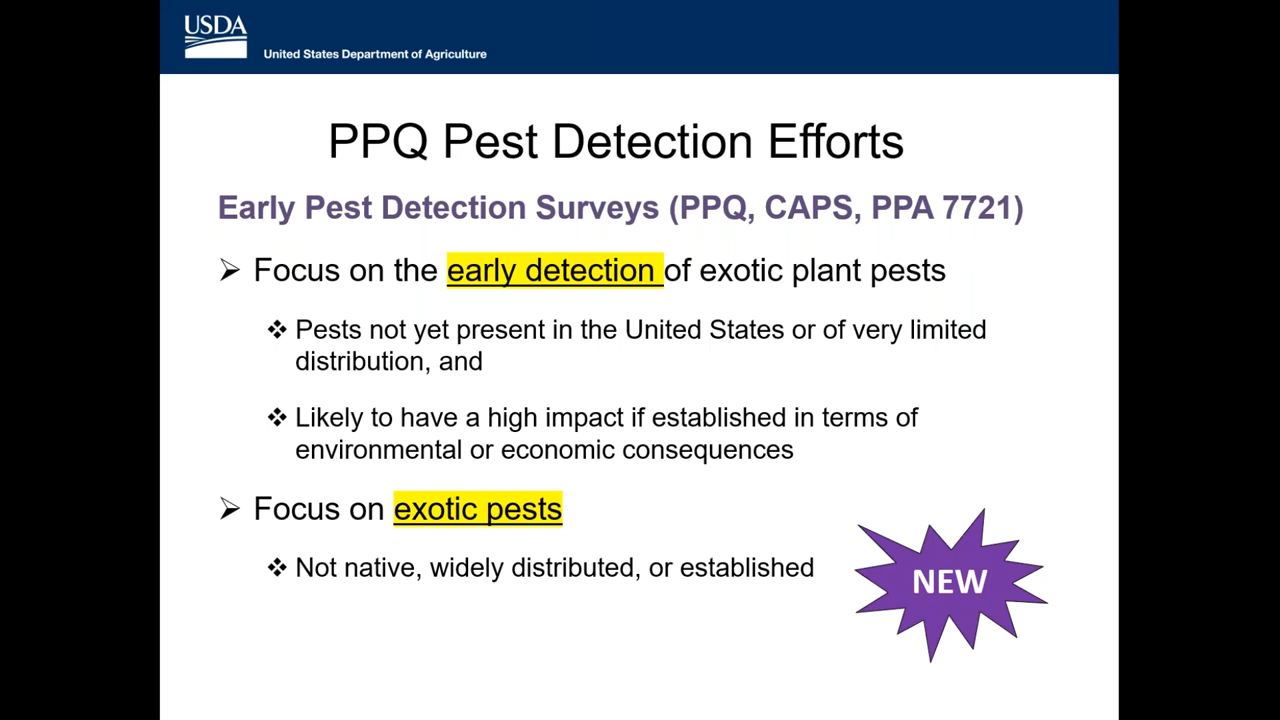 USDA
United States Department of Agriculture
PPQ Pest Detection Efforts
Early Pest Detection Surveys (PPQ, CAPS, PPA 7721)
Focus on the early detection of exotic plant pests
Pests not yet present in the United States or of very limited
distribution, and
Likely to have a high impact if established in terms of
environmental or economic consequences
Focus on exotic pests
Not native, widely distributed, or established
NEW